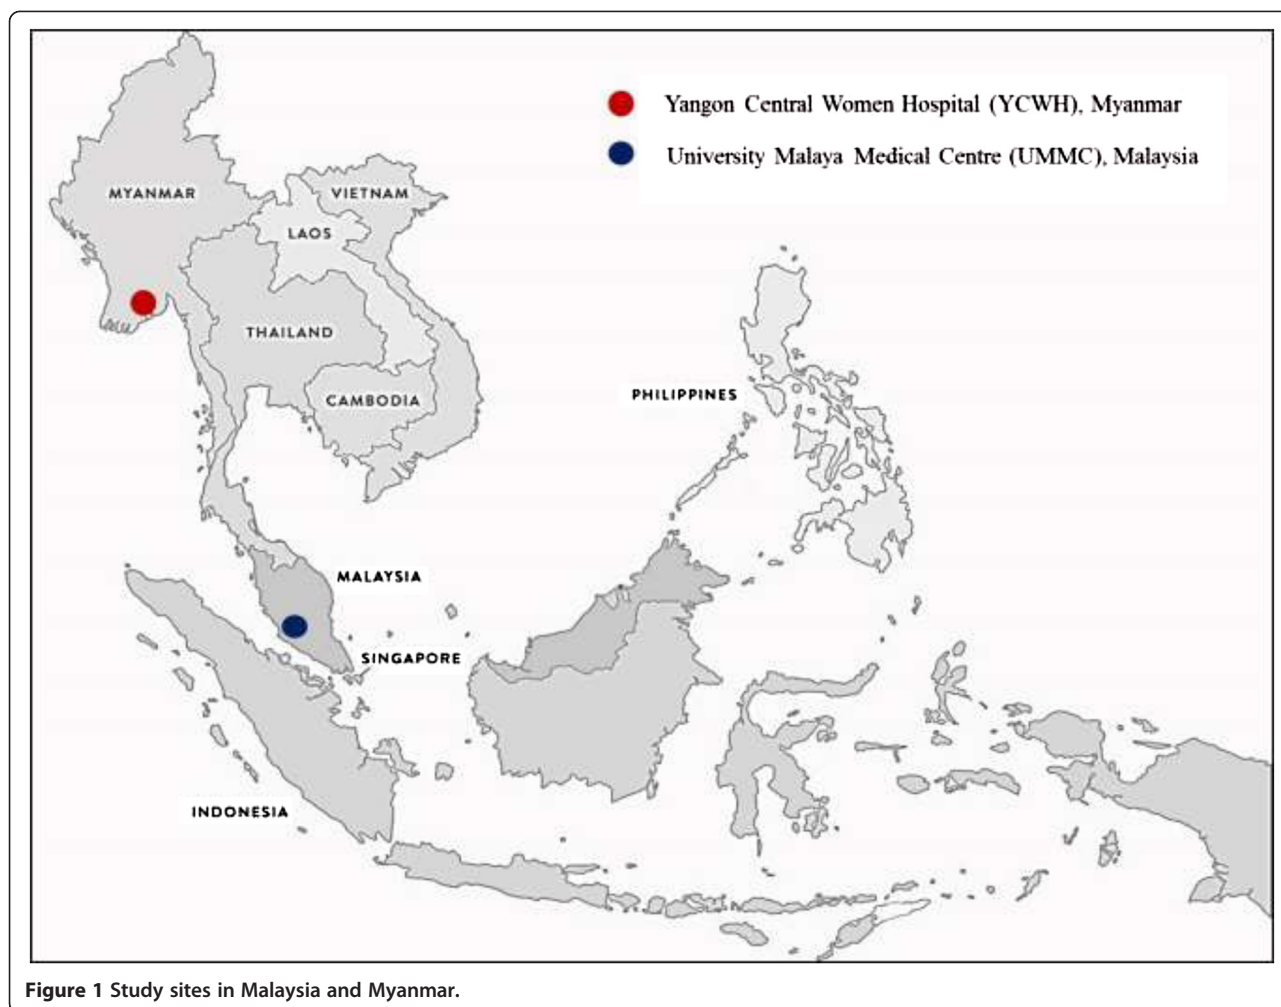 Yangon Central Women Hospital (YCWH), Myanmar
University Malaya Medical Centre (UMMC), Malaysia
MYANMAR
VIETNAM
LAOS
THAILAND
CAMBODIA
PHILIPPINES
MALAYSIA
SINGAPORE
INDONESIA
Figure 1 Study sites in Malaysia and Myanmar.